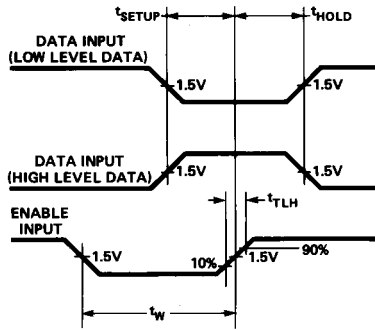 tSETUP
tHOLD
DATA INPUT
(LOW LEVEL DATA)
1.5V
1.5V
DATA INPUT
(HIGH LEVEL DATA)
1.5V
1.5V
tTLH
ENABLE
INPUT
1.5V
10%
1.5V
90%
tW